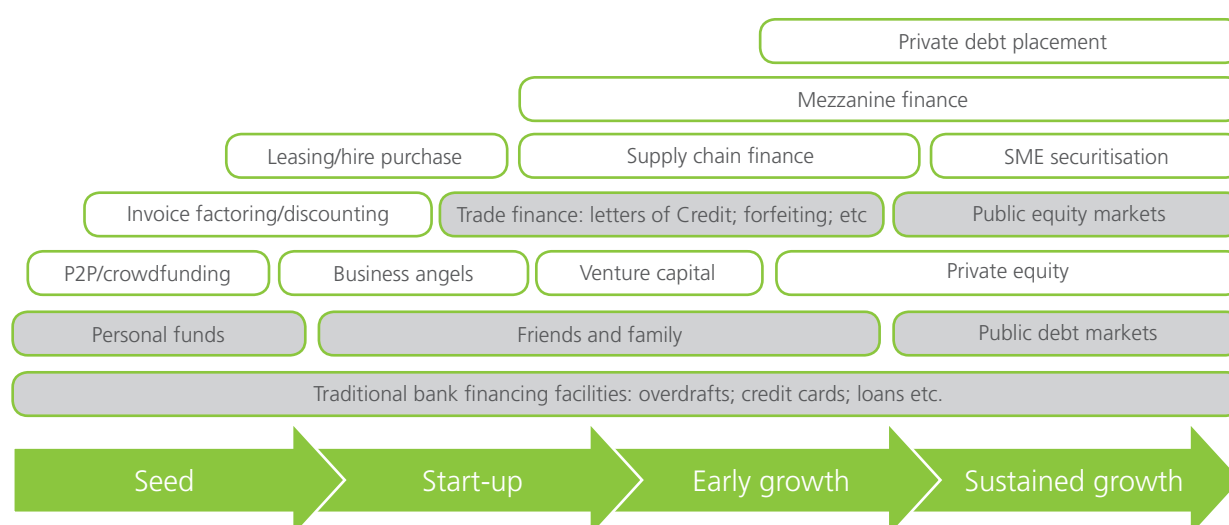 Private debt placement
Mezzanine finance
Leasing/hire purchase
Supply chain finance
SME securitisation
Invoice factoring/discounting
Trade finance: letters of Credit; forfeiting; etc
Public equity markets
P2P/crowdfunding
Business angels
Venture capital
Private equity
Personal funds
Friends and family
Public debt markets
Traditional bank financing facilities: overdrafts; credit cards; loans etc.
Seed
Start-up
Early growth
Sustained growth